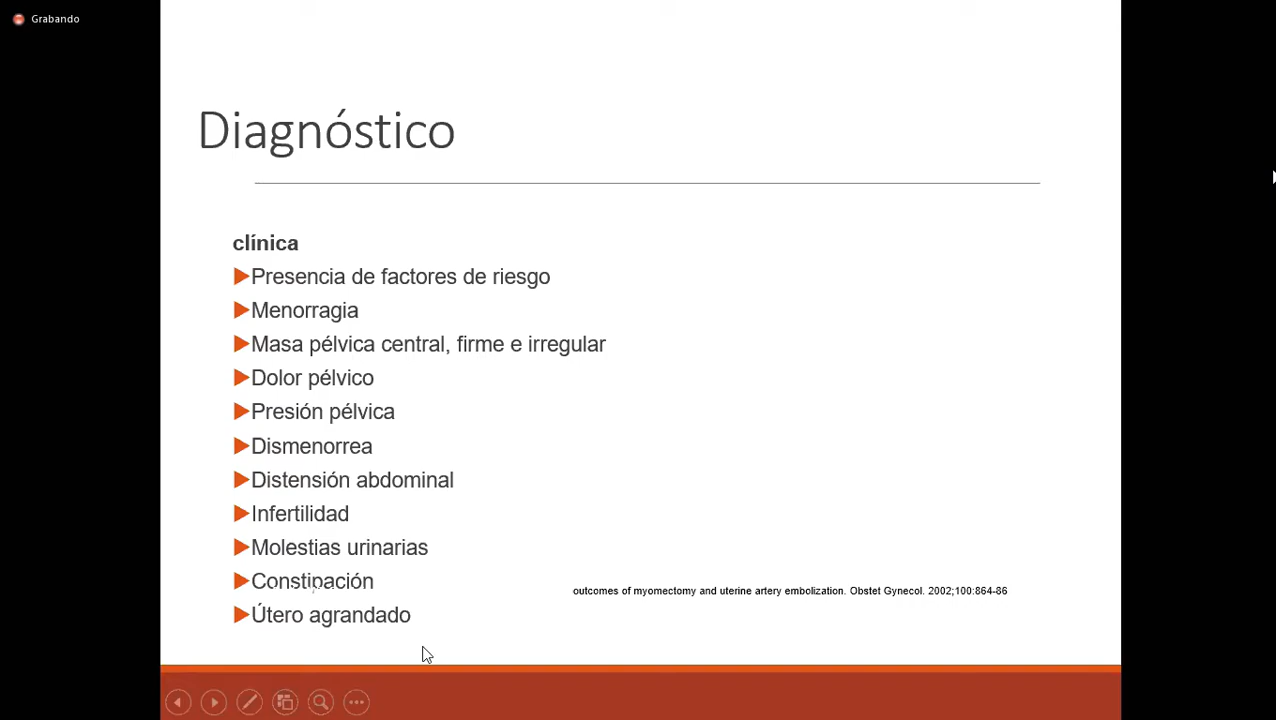 Grabando
Diagnóstico
clínica
Presencia de factores de riesgo
Menorragia
Masa pélvica central, firme e irregular
Dolor pélvico
Presión pélvica
Dismenorrea
Distensión abdominal
Infertilidad
Molestias urinarias
Constipación
outcomes of myomectomy and uterine artery embolization. Obstet Gynecol. 2002;100:864-86
Útero agrandado